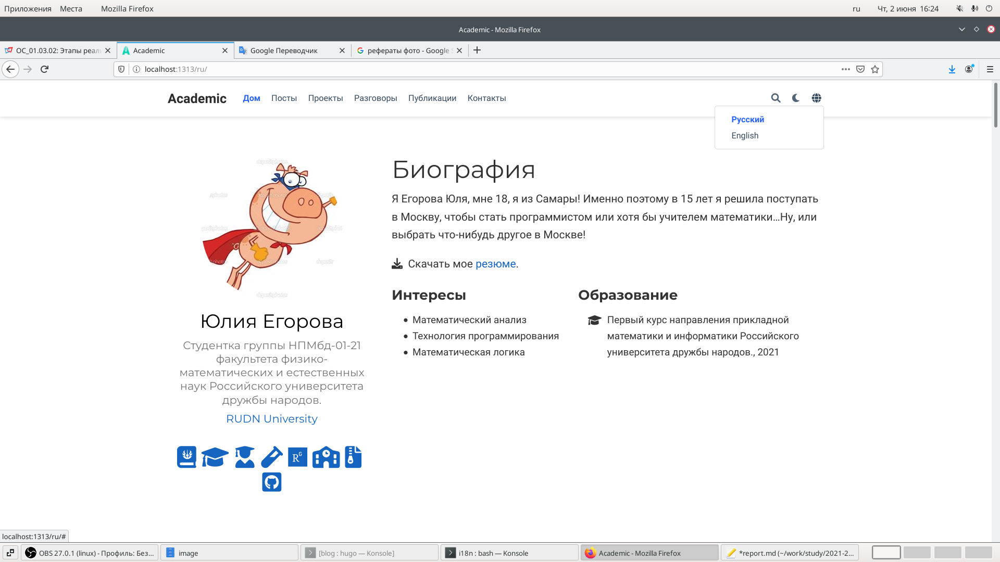 Приложения Места Mozilla Firefox ru Чт, 2 июня 16:24
Academic - Mozilla Firefox
ОС_01.03.02: Этапы реал Academic Google Переводчик рефераты фото - Google S
localhost:1313/ru/
Academic Дом Посты Проекты Разговоры Публикации Контакты
Русский
English
Биография
Я Егорова Юля, мне 18, я из Самары! Именно поэтому в 15 лет я решила поступать
в Москву, чтобы стать программистом или хотя бы учителем математики...Ну, или
выбрать что-нибудь другое в Москве!
Скачать мое резюме.
Интересы
Математический анализ
Технология программирования
Математическая логика
Образование
Первый курс направления прикладной
математики и информатики Российского
университета дружбы народов., 2021
Юлия Егорова
Студентка группы НПМбд-01-21
факультета физико-
математических и естественных
наук Российского университета
дружбы народов.
RUDN University
RG
localhost:1313/ru/#
OBS 27.0.1 (linux) - Профиль: Без... image [blog : hugo — Konsole] i18n : bash — Konsole Academic - Mozilla Firefox *report.md (~/work/study/2021-2...